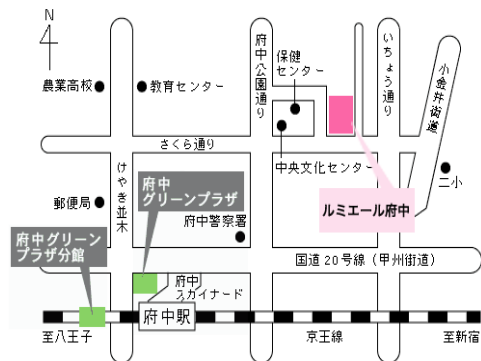 N
農業高校
教育センター
府中公園通り
保健
センター
いちょう通り
小金井街道
さくら通り
中央文化センター
二小
けやき並木
郵便局
府中
グリーンプラザ
ルミエール府中
府中警察署
府中グリーン
プラザ分館
国道20号線(甲州街道)
府中
スカイナード
府中駅
至八王子
京王線
至新宿